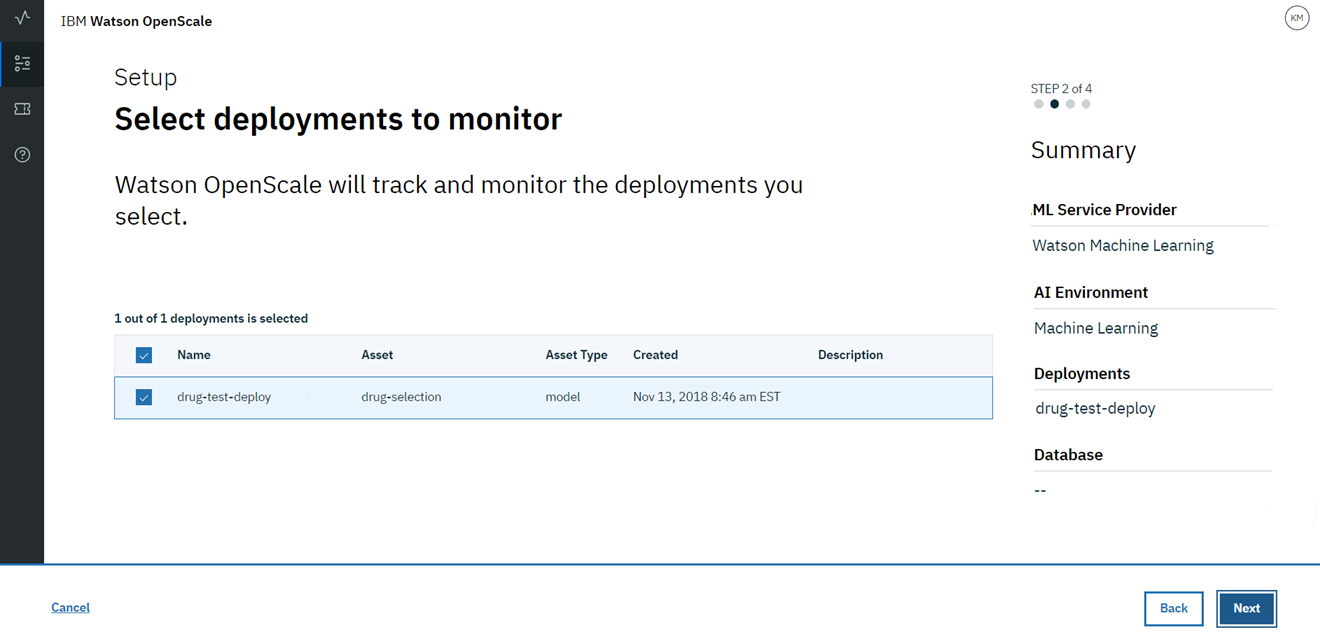 IBM Watson OpenScale
KM
Setup
Select deployments to monitor
Watson OpenScale will track and monitor the deployments you
select.
1 out of 1 deployments is selected
Name Asset Asset Type Created Description
drug-test-deploy drug-selection model Nov 13, 2018 8:46 am EST
STEP 2 of 4
Summary
ML Service Provider
Watson Machine Learning
AI Environment
Machine Learning
Deployments
drug-test-deploy
Database
--
Cancel
Back
Next